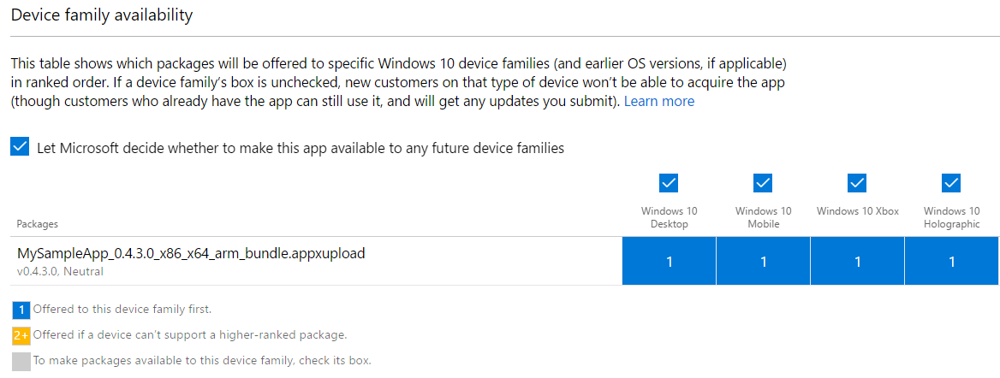 Device family availability
This table shows which packages will be offered to specific Windows 10 device families (and earlier OS versions, if applicable)
in ranked order. If a device family's box is unchecked, new customers on that type of device won't be able to acquire the app
(though customers who already have the app can still use it, and will get any updates you submit). Learn more
Let Microsoft decide whether to make this app available to any future device families
Packages
Windows 10
Desktop
Windows 10
Mobile
Windows 10 Xbox
Windows 10
Holographic
MySampleApp_0.4.3.0_x86_x64_arm_bundle.appxupload
v0.4.3.0, Neutral
1 1 1 1
1 Offered to this device family first.
2+ Offered if a device can't support a higher-ranked package.
To make packages available to this device family, check its box.